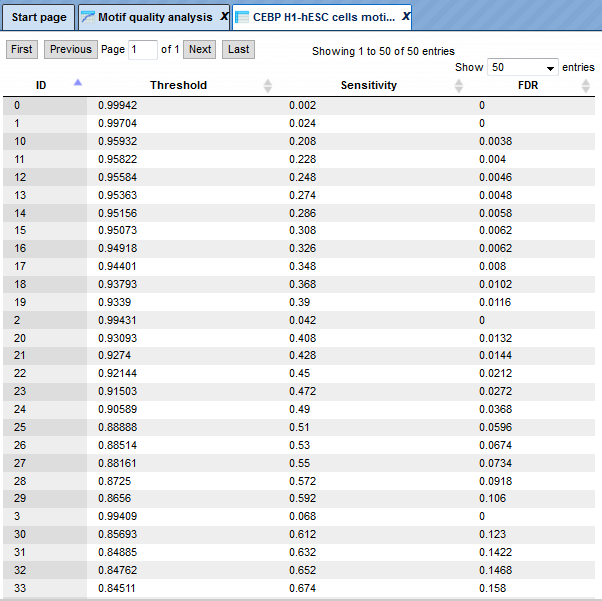 Start page Motif quality analysis X CEBP H1-hESC cells moti... X
First Previous Page 1 of 1 Next Last Showing 1 to 50 of 50 entries
Show 50 entries
ID Threshold Sensitivity FDR
0 0.99942 0.002 0
1 0.99704 0.024 0
10 0.95932 0.208 0.0038
11 0.95822 0.228 0.004
12 0.95584 0.248 0.0046
13 0.95363 0.274 0.0048
14 0.95156 0.286 0.0058
15 0.95073 0.308 0.0062
16 0.94918 0.326 0.0062
17 0.94401 0.348 0.008
18 0.93793 0.368 0.0102
19 0.9339 0.39 0.0116
2 0.99431 0.042 0
20 0.93093 0.408 0.0132
21 0.9274 0.428 0.0144
22 0.92144 0.45 0.0212
23 0.91503 0.472 0.0272
24 0.90589 0.49 0.0368
25 0.88888 0.51 0.0596
26 0.88514 0.53 0.0674
27 0.88161 0.55 0.0734
28 0.8725 0.572 0.0918
29 0.8656 0.592 0.106
3 0.99409 0.068 0
30 0.85693 0.612 0.123
31 0.84885 0.632 0.1422
32 0.84762 0.652 0.1468
33 0.84511 0.674 0.158